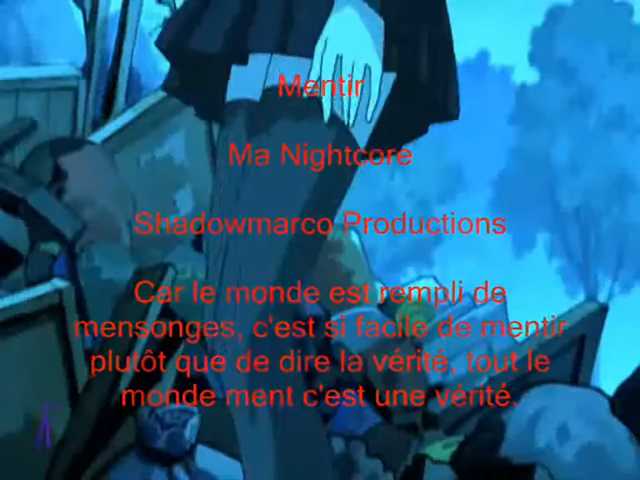 Mentir
Ma Nightcore
Shadowmarco Productions
Car le monde est rempli de
mensonges, c'est si facile de mentir
plutôt que de dire la vérité, tout le
monde ment c'est une vérité.